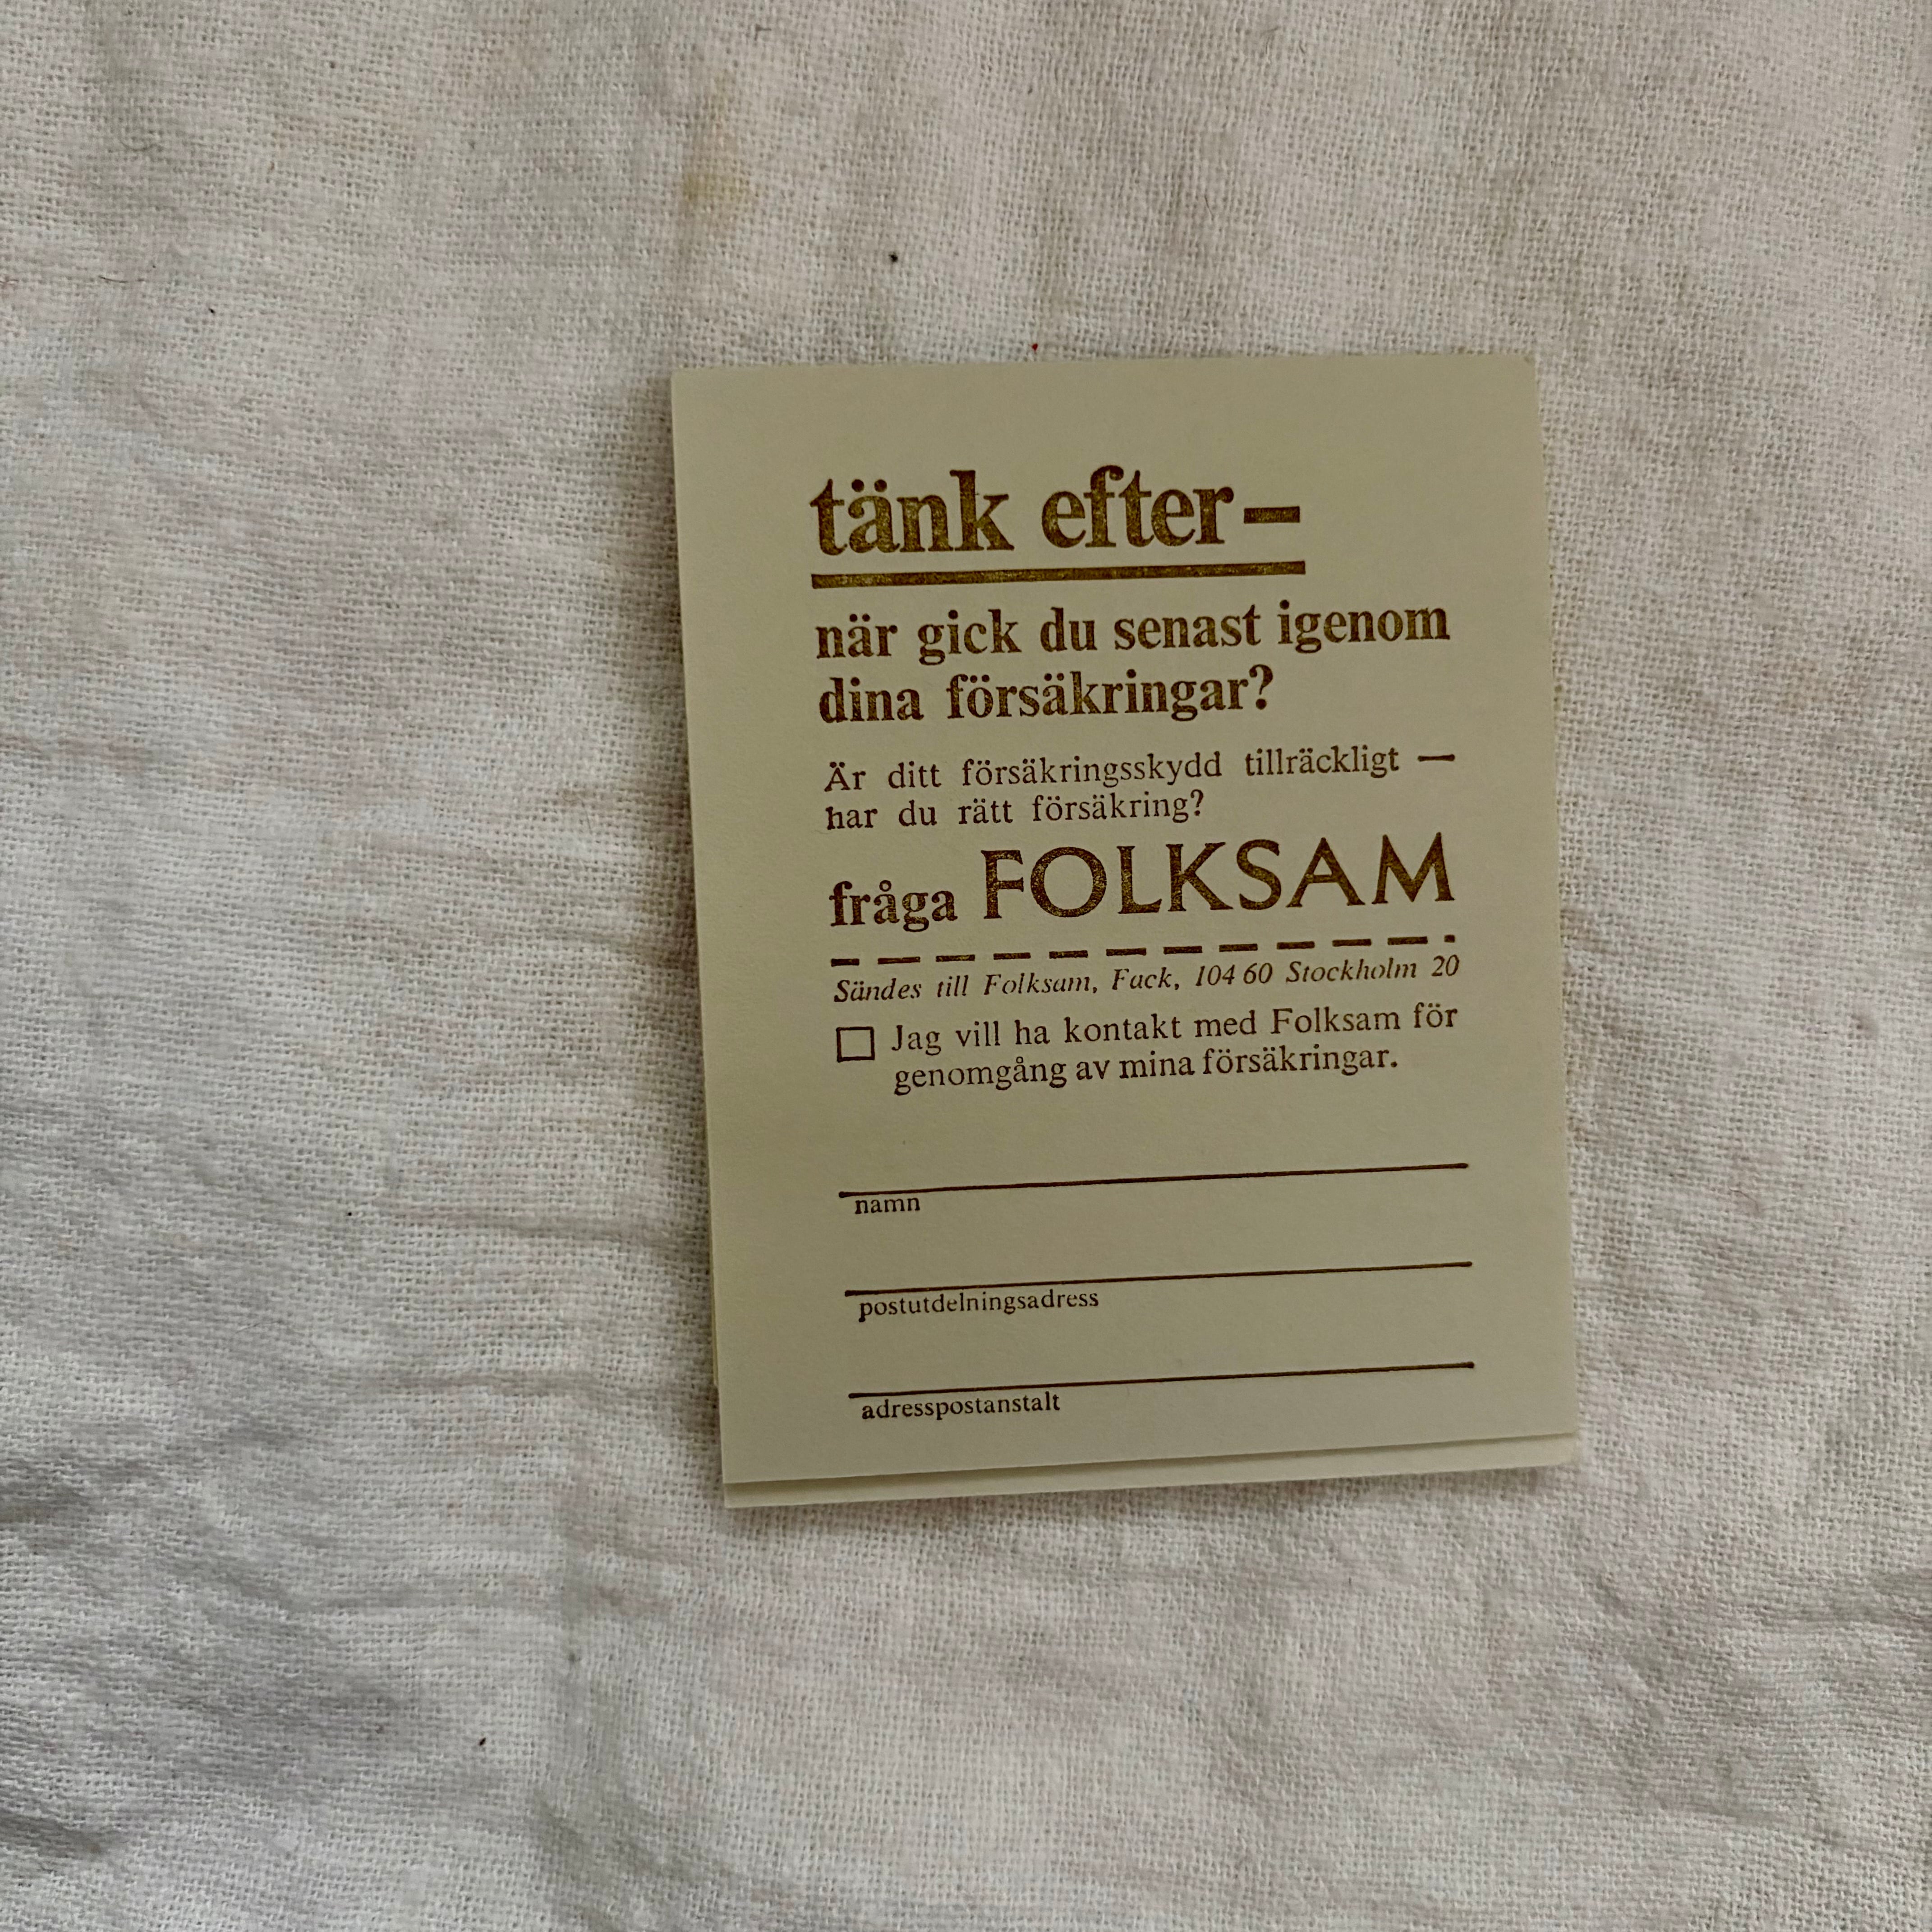 tänk efter–
när gick du senast igenom
dina försäkringar?
Är ditt försäkringsskydd tillräckligt —
har du rätt försäkring?
fråga FOLKSAM
Sändes till Folksam, Fack, 104 60 Stockholm 20
Jag vill ha kontakt med Folksam för
genomgång av mina försäkringar.
namn
postutdelningsadress
adresspostanstalt